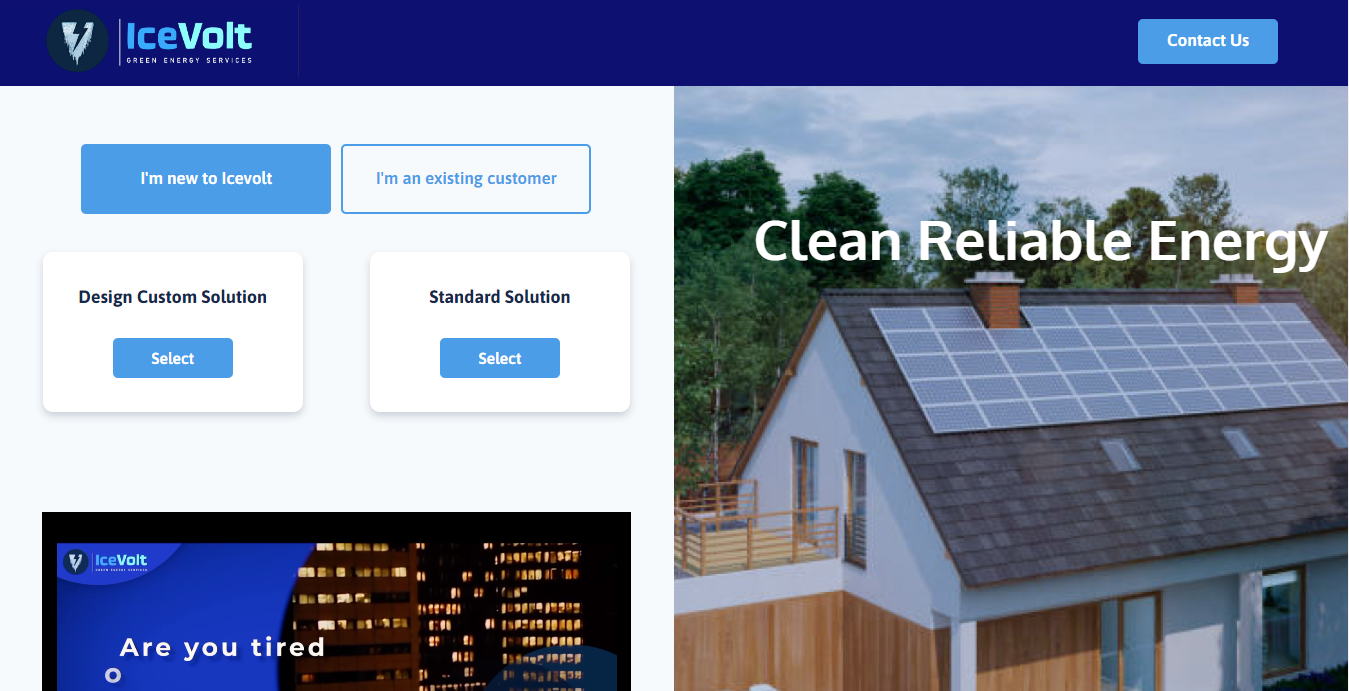 IceVolt
GREEN ENERGY SERVICES
Contact Us
I'm new to Icevolt
I'm an existing customer
Design Custom Solution
Select
Standard Solution
Select
Clean Reliable Energy
IceVolt
GREEN ENERGY SERVICES
Are you tired